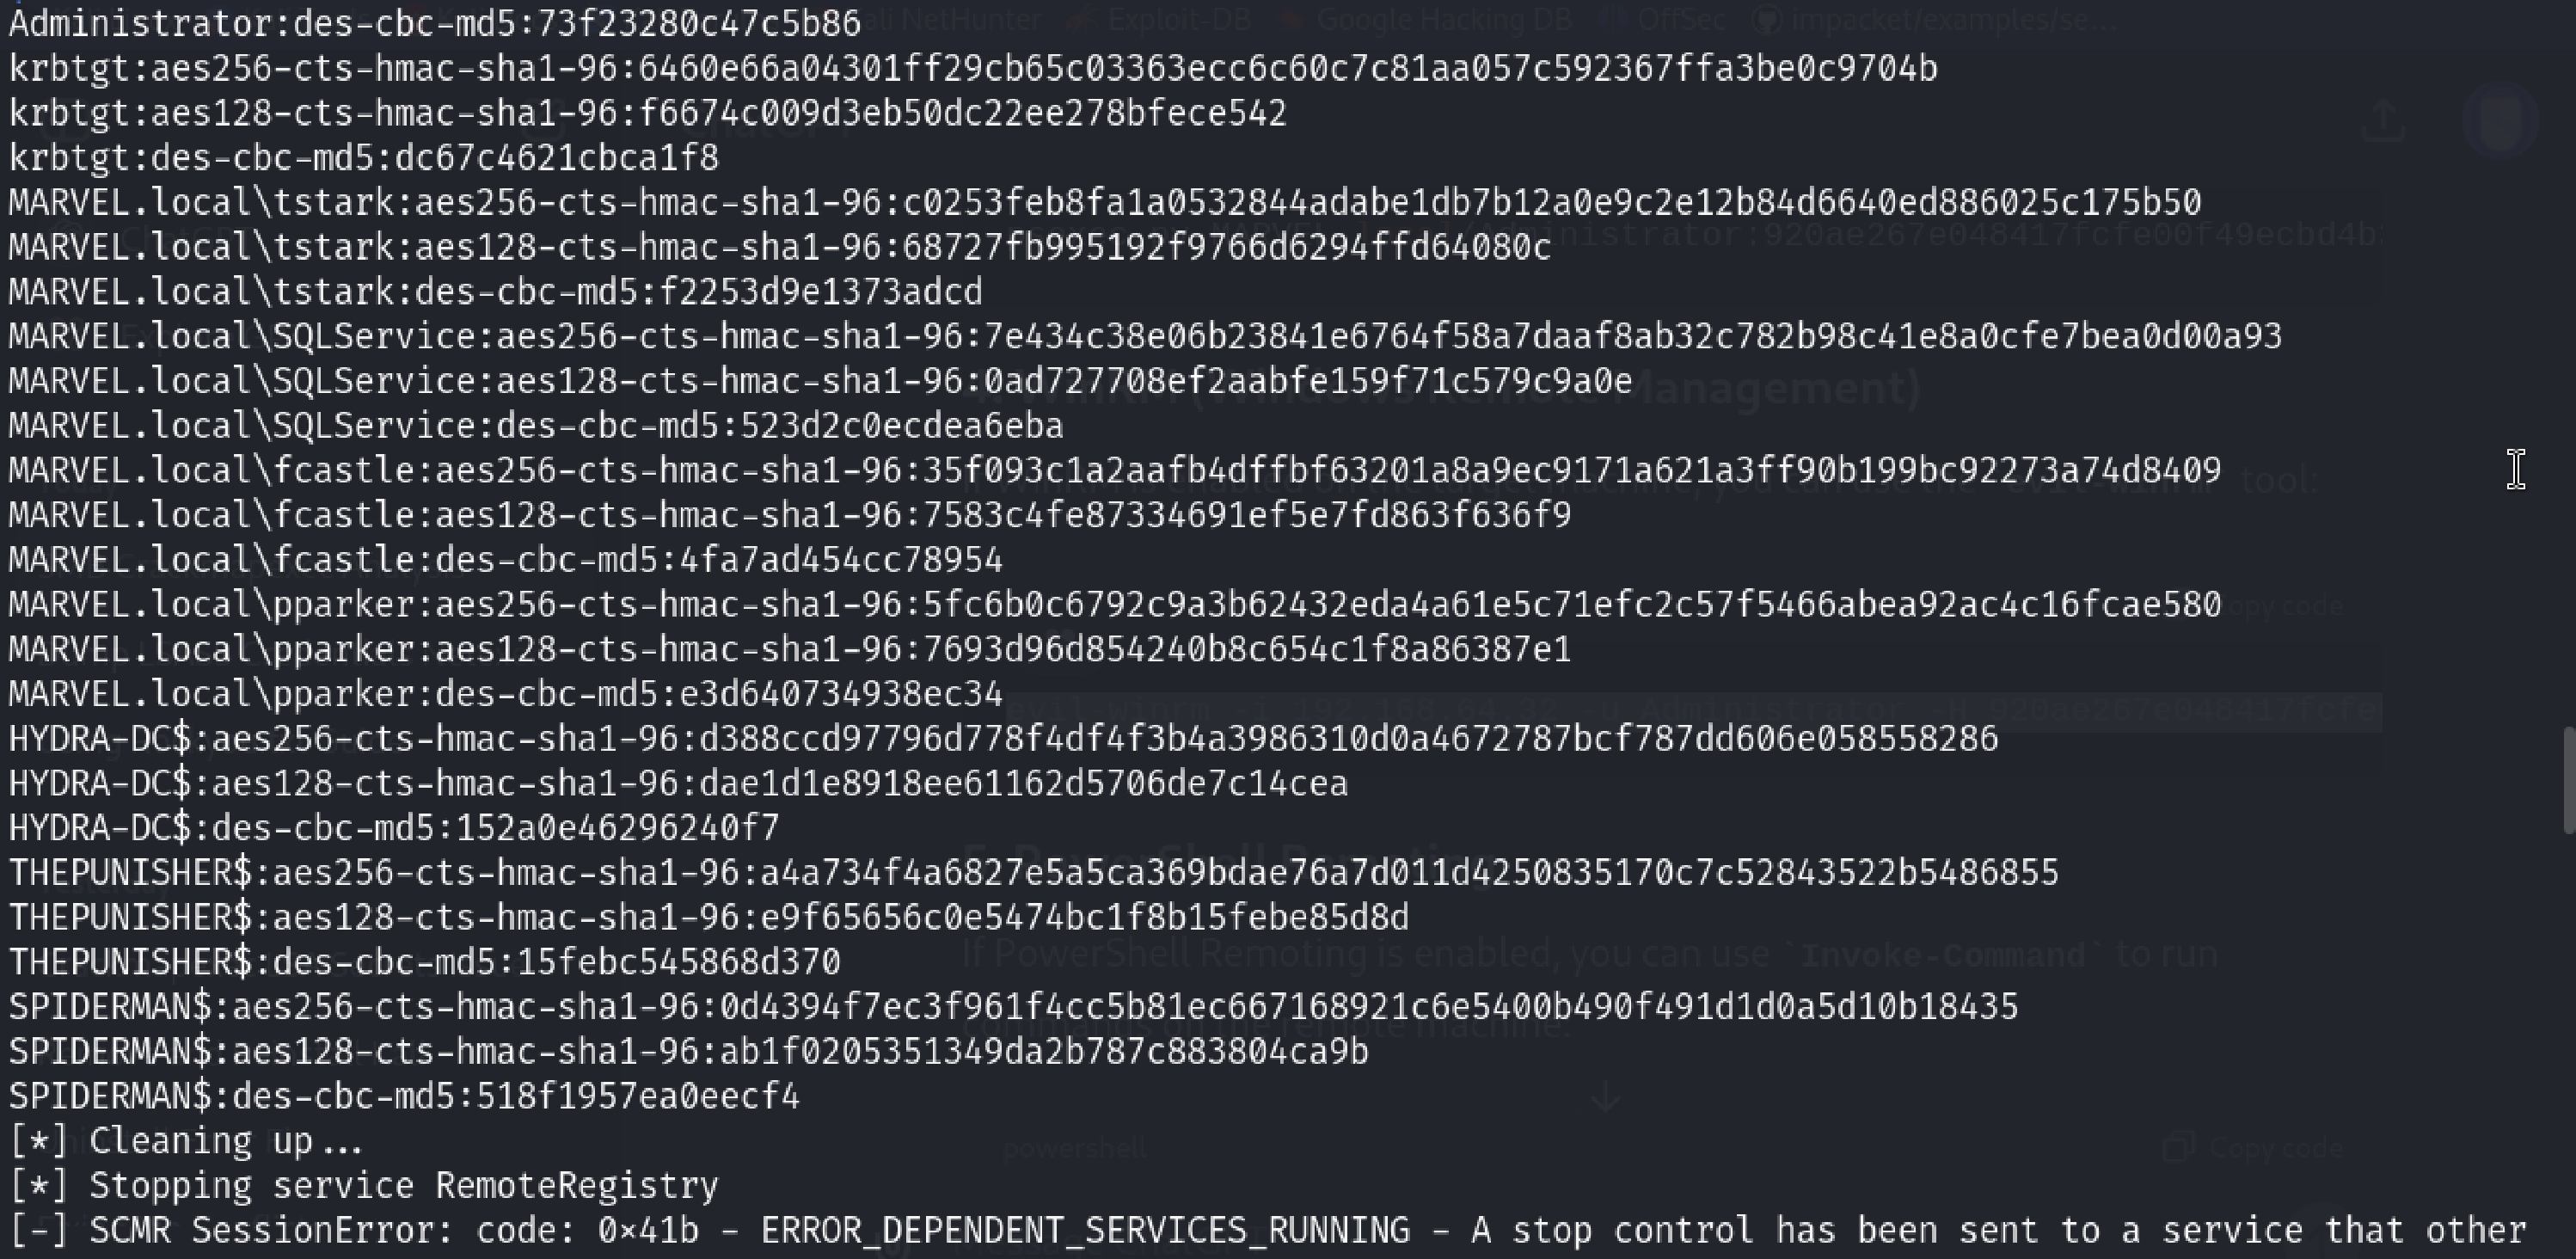 Administrator:des-cbc-md5:73f23280c47c5b86
krbtgt:aes256-cts-hmac-sha1-96:6460e66a04301ff29cb65c03363ecc6c60c7c81aa057c592367ffa3be0c9704b
krbtgt:aes128-cts-hmac-sha1-96:f6674c009d3eb50dc22ee278bfece542
krbtgt:des-cbc-md5:dc67c4621cbca1f8
MARVEL.local\tstark:aes256-cts-hmac-sha1-96:c0253feb8fa1a0532844adabe1db7b12a0e9c2e12b84d6640ed886025c175b50
MARVEL.local\tstark:aes128-cts-hmac-sha1-96:68727fb995192f9766d6294ffd64080c
MARVEL.local\tstark:des-cbc-md5:f2253d9e1373adcd
MARVEL.local\SQLService:aes256-cts-hmac-sha1-96:7e434c38e06b23841e6764f58a7daaf8ab32c782b98c41e8a0cfe7bea0d00a93
MARVEL.local\SQLService:aes128-cts-hmac-sha1-96:0ad727708ef2aabfe159f71c579c9a0e
MARVEL.local\SQLService:des-cbc-md5:523d2c0ecdea6eba
MARVEL.local\fcastle:aes256-cts-hmac-sha1-96:35f093c1a2aafb4dffbf63201a8a9ec9171a621a3ff90b199bc92273a74d8409
MARVEL.local\fcastle:aes128-cts-hmac-sha1-96:7583c4fe87334691ef5e7fd863f636f9
MARVEL.local\fcastle:des-cbc-md5:4fa7ad454cc78954
MARVEL.local\pparker:aes256-cts-hmac-sha1-96:5fc6b0c6792c9a3b62432eda4a61e5c71efc2c57f5466abea92ac4c16fcae580
MARVEL.local\pparker:aes128-cts-hmac-sha1-96:7693d96d854240b8c654c1f8a86387e1
MARVEL.local\pparker:des-cbc-md5:e3d640734938ec34
HYDRA-DC$:aes256-cts-hmac-sha1-96:d388ccd97796d778f4df4f3b4a3986310d0a4672787bcf787dd606e058558286
HYDRA-DC$:aes128-cts-hmac-sha1-96:dae1d1e8918ee61162d5706de7c14cea
HYDRA-DC$:des-cbc-md5:152a0e46296240f7
THEPUNISHER$:aes256-cts-hmac-sha1-96:a4a734f4a6827e5a5ca369bdae76a7d011d4250835170c7c52843522b5486855
THEPUNISHER$:aes128-cts-hmac-sha1-96:e9f65656c0e5474bc1f8b15febe85d8d
THEPUNISHER$:des-cbc-md5:15febc545868d370
SPIDERMAN$:aes256-cts-hmac-sha1-96:0d4394f7ec3f961f4cc5b81ec667168921c6e5400b490f491d1d0a5d10b18435
SPIDERMAN$:aes128-cts-hmac-sha1-96:ab1f0205351349da2b787c883804ca9b
SPIDERMAN$:des-cbc-md5:518f1957ea0eecf4
[*] Cleaning up...
[*] Stopping service RemoteRegistry
[-] SCMR SessionError: code: 0×41b - ERROR_DEPENDENT_SERVICES_RUNNING - A stop control has been sent to a service that other